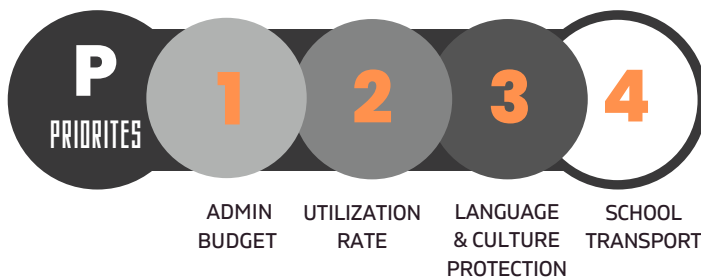 P
PRIORITES
1
2
3
4
ADMIN
BUDGET
UTILIZATION
RATE
LANGUAGE
& CULTURE
PROTECTION
SCHOOL
TRANSPORT